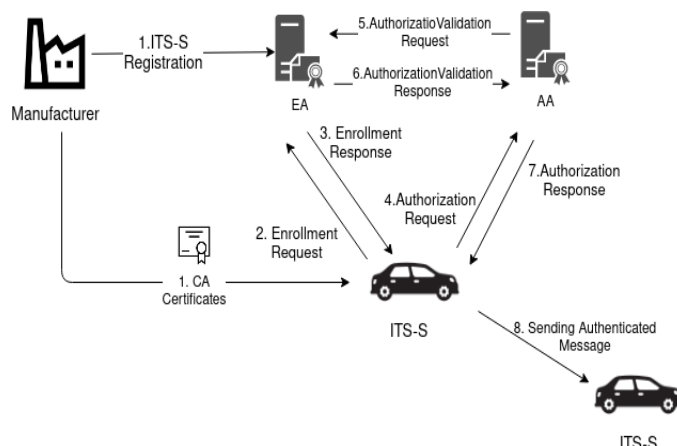 1.ITS-S
Registration
5.AuthorizatioValidation
Request
6.AuthorizationValidation
Response
Manufacturer
EA
AA
3. Enrollment
Response
7.Authorization
Response
4.Authorization
Request
2. Enrollment
Request
1. CA
Certificates
ITS-S
8. Sending Authenticated
Message
ITS-S